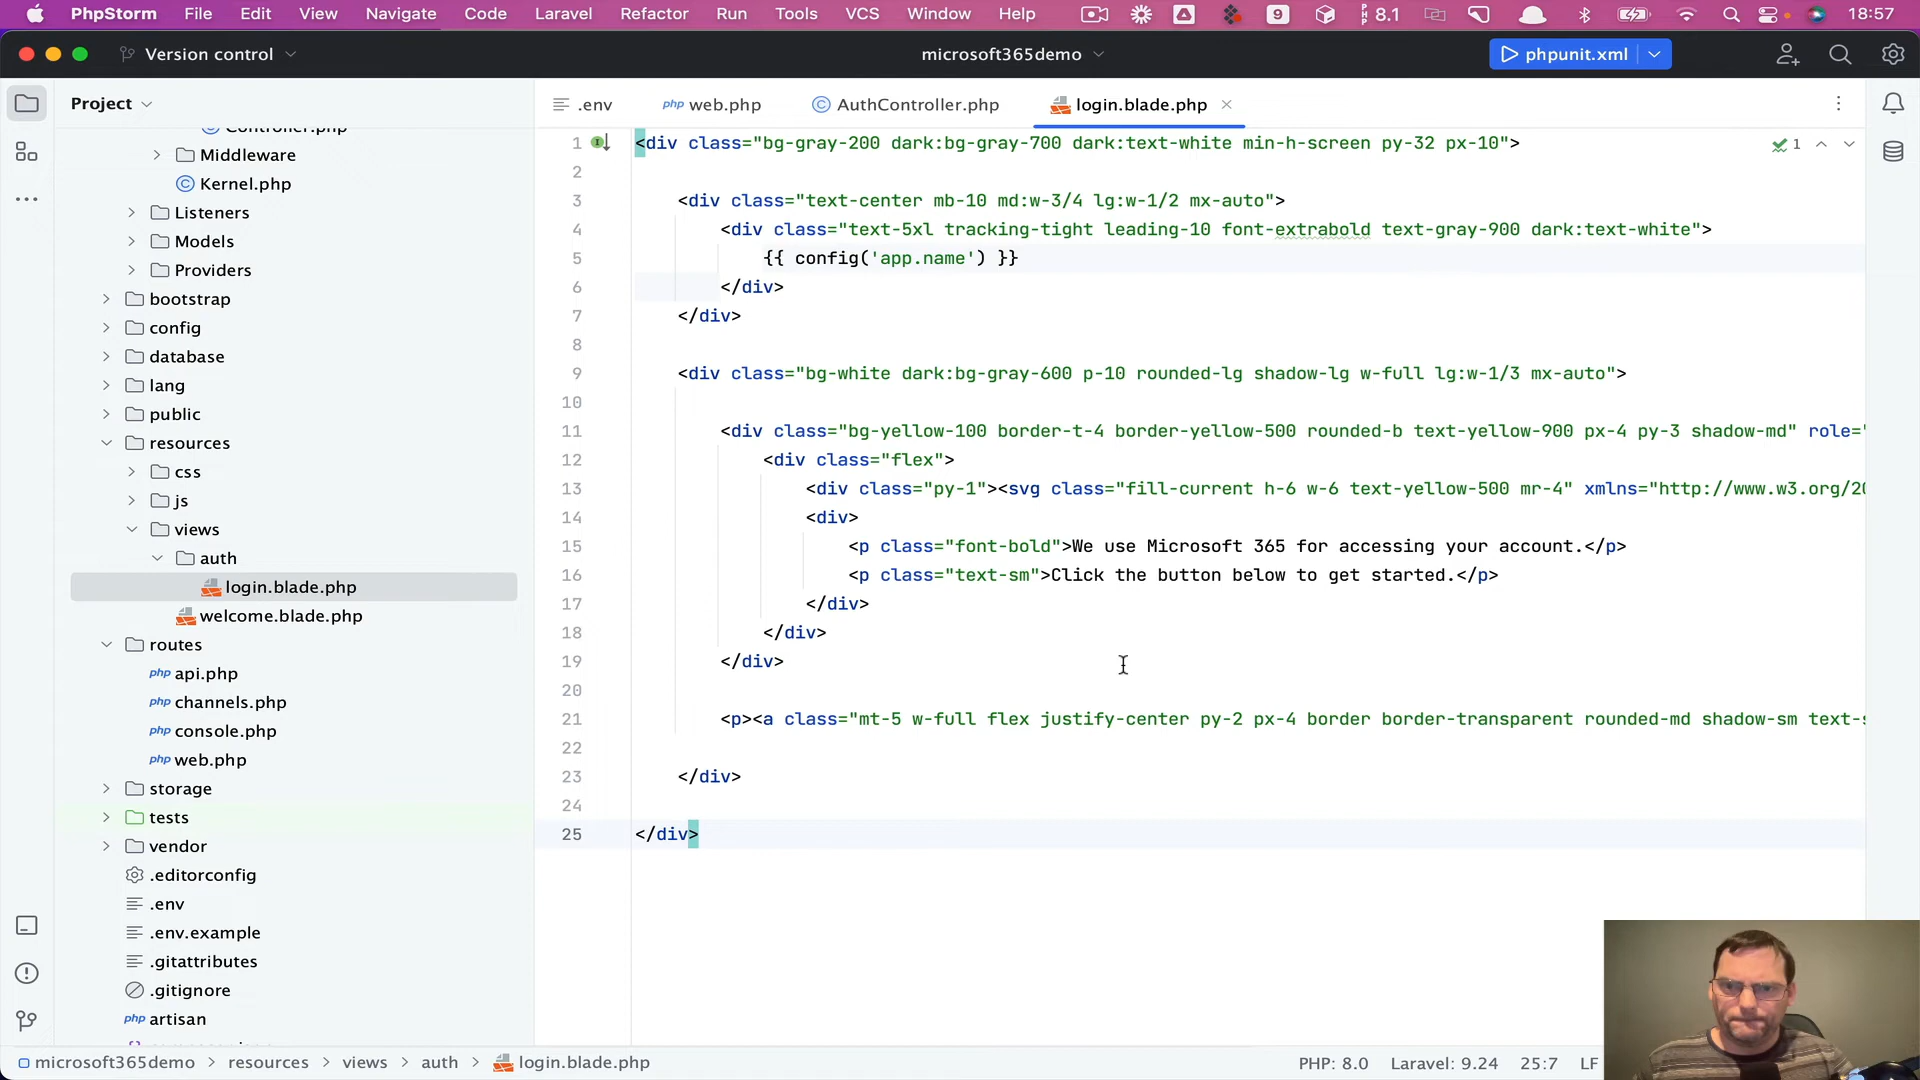 PhpStorm File Edit View Navigate Code Laravel Refactor Run Tools VCS Window Help 9 PHP 8.1 18:57
Version control microsoft365demo phpunit.xml
Project
.env php web.php AuthController.php login.blade.php
Controller.php
Middleware
Kernel.php
Listeners
Models
Providers
bootstrap
config
database
lang
public
resources
css
js
views
auth
login.blade.php
welcome.blade.php
routes
php api.php
php channels.php
php console.php
php web.php
storage
tests
vendor
.editorconfig
.env
.env.example
.gitattributes
.gitignore
php artisan
1 <div class="bg-gray-200 dark:bg-gray-700 dark:text-white min-h-screen py-32 px-10"> 1
2
3 <div class="text-center mb-10 md:w-3/4 lg:w-1/2 mx-auto">
4 <div class="text-5xl tracking-tight leading-10 font-extrabold text-gray-900 dark:text-white">
5 {{ config('app.name') }}
6 </div>
7 </div>
8
9 <div class="bg-white dark:bg-gray-600 p-10 rounded-lg shadow-lg w-full lg:w-1/3 mx-auto">
10
11 <div class="bg-yellow-100 border-t-4 border-yellow-500 rounded-b text-yellow-900 px-4 py-3 shadow-md" role="
12 <div class="flex">
13 <div class="py-1"><svg class="fill-current h-6 w-6 text-yellow-500 mr-4" xmlns="http://www.w3.org/20
14 <div>
15 <p class="font-bold">We use Microsoft 365 for accessing your account.</p>
16 <p class="text-sm">Click the button below to get started.</p>
17 </div>
18 </div>
19 </div>
20
21 <p><a class="mt-5 w-full flex justify-center py-2 px-4 border border-transparent rounded-md shadow-sm text-s
22
23 </div>
24
25 </div>
microsoft365demo > resources > views > auth > login.blade.php PHP: 8.0 Laravel: 9.24 25:7 LF